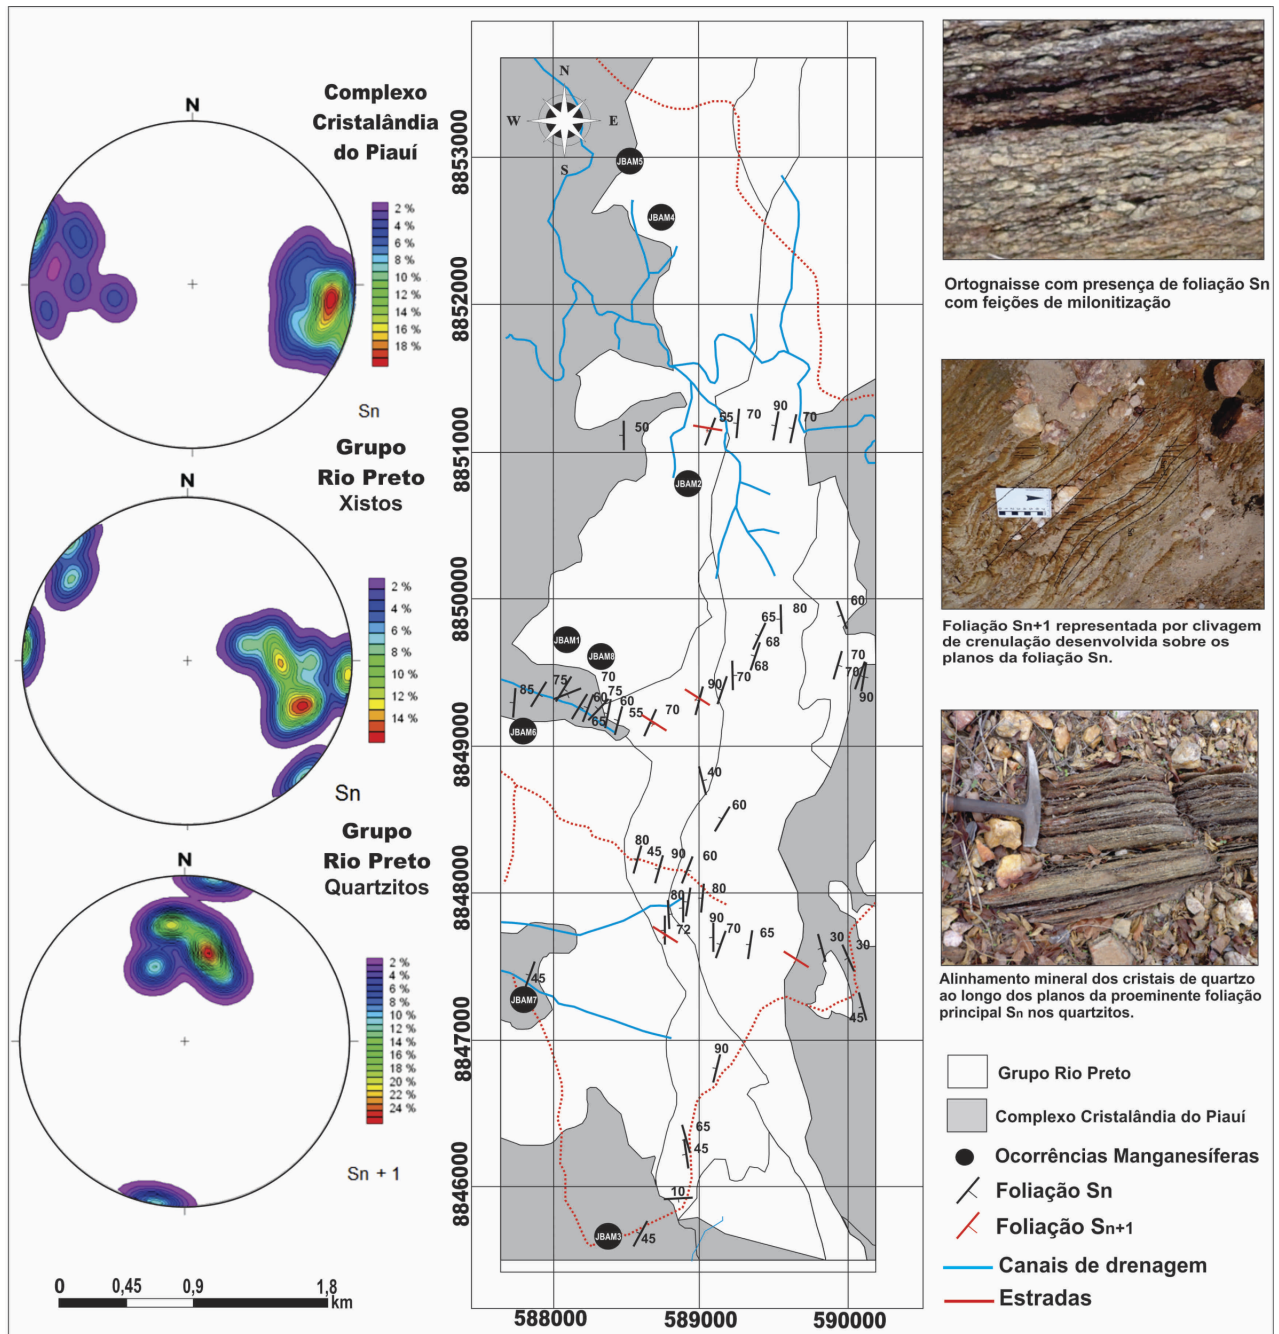 Complexo
Cristalândia
do Piauí
N
2 %
4 %
6 %
8 %
10 %
12 %
14 %
16 %
18 %
Sn
Grupo
Rio Preto
Xistos
N
2 %
4 %
6 %
8 %
10 %
12 %
14 %
Sn
Grupo
Rio Preto
Quartzitos
N
2 %
4 %
6 %
8 %
10 %
12 %
14 %
16 %
18 %
20 %
22 %
24 %
Sn + 1
0 0,45 0,9 1,8
km
8853000
8852000
8851000
8850000
8849000
8848000
8847000
8846000
588000 589000 590000
N
W E
S
JBAM5
JBAM4
50
55
70
90
70
JBAM2
60
65
80
68
68
70
JBAM1
JBAM8
70
70
90
85
75
75
60
60
65
55
70
90
70
JBAM6
40
60
80
45
90
60
80
80
72
90
70
65
30
30
45
45
JBAM7
90
65
45
10
JBAM3
45
Ortognaisse com presença de foliação Sn
com feições de milonitização
Foliação Sn+1 representada por clivagem
de crenulação desenvolvida sobre os
planos da foliação Sn.
Alinhamento mineral dos cristais de quartzo
ao longo dos planos da proeminente foliação
principal Sn nos quartzitos.
Grupo Rio Preto
Complexo Cristalândia do Piauí
Ocorrências Manganesíferas
Foliação Sn
Foliação Sn+1
Canais de drenagem
Estradas